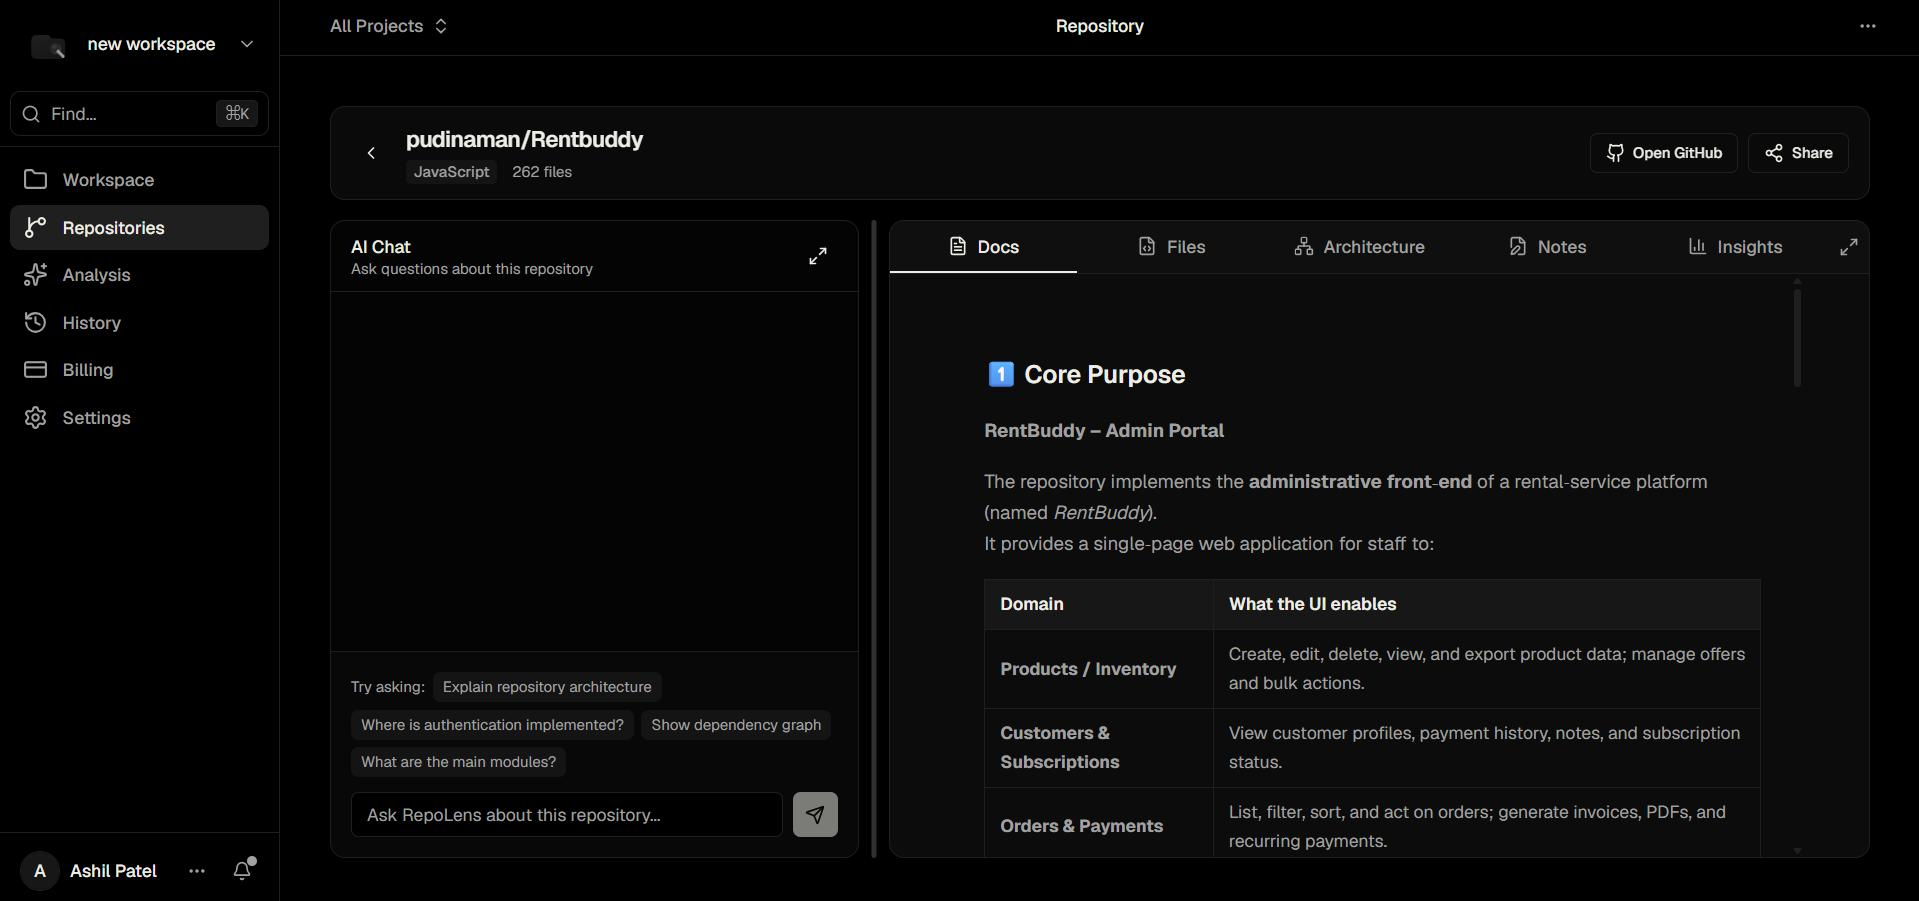 new workspace
Find...
⌘K
Workspace
Repositories
Analysis
History
Billing
Settings
A
Ashil Patel
All Projects
Repository
pudinaman/Rentbuddy
JavaScript
262 files
Open GitHub
Share
AI Chat
Ask questions about this repository
Try asking:
Explain repository architecture
Where is authentication implemented?
Show dependency graph
What are the main modules?
Ask RepoLens about this repository...
Docs
Files
Architecture
Notes
Insights
1️⃣ Core Purpose
RentBuddy – Admin Portal
The repository implements the administrative front-end of a rental-service platform
(named RentBuddy).
It provides a single-page web application for staff to:
Domain
What the UI enables
Products / Inventory
Create, edit, delete, view, and export product data; manage offers
and bulk actions.
Customers &
Subscriptions
View customer profiles, payment history, notes, and subscription
status.
Orders & Payments
List, filter, sort, and act on orders; generate invoices, PDFs, and
recurring payments.